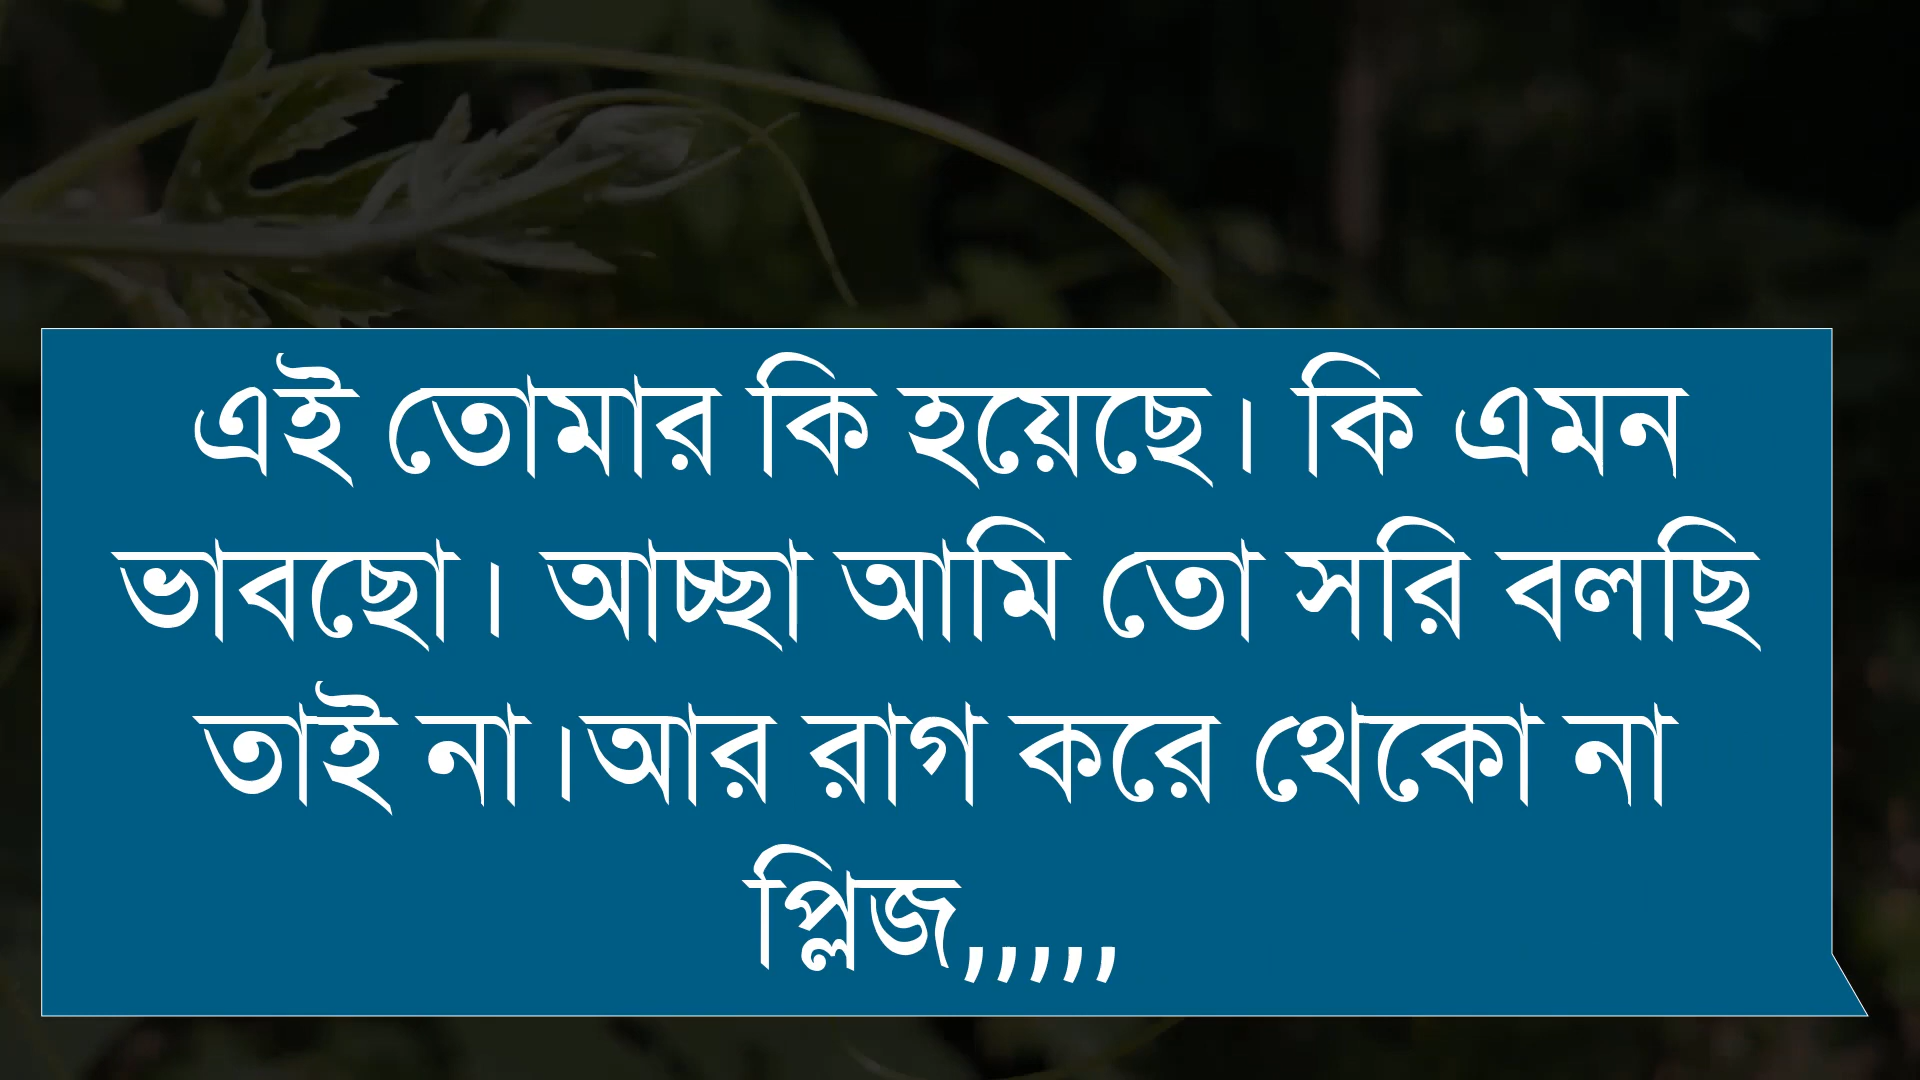 এই তোমার কি হয়েছে। কি এমন
ভাবছো। আচ্ছা আমি তো সরি বলছি
তাই না।আর রাগ করে থেকো না
প্লিজ,,,,,